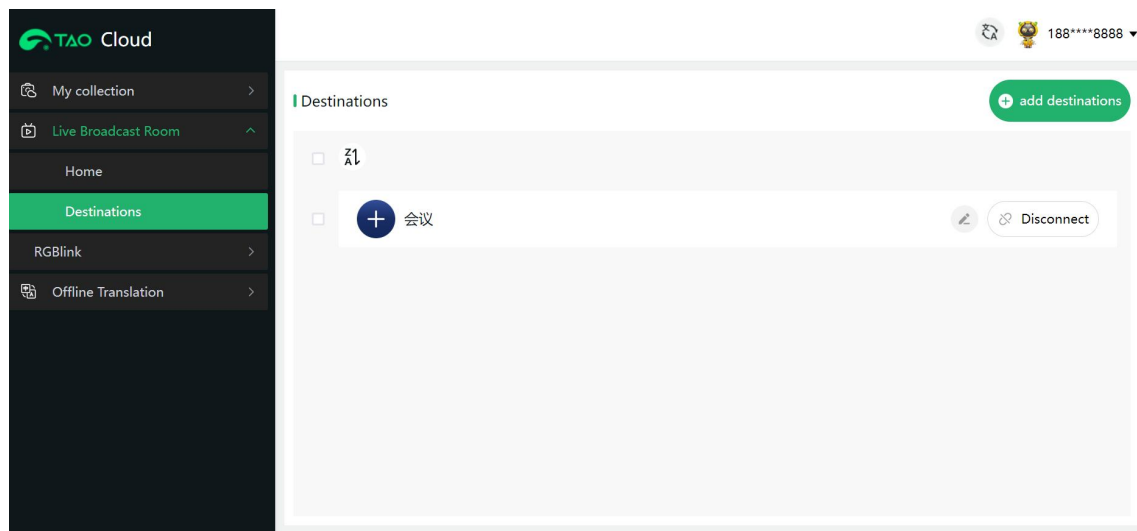 TAO Cloud
188****8888
My collection
Destinations
add destinations
Live Broadcast Room
Z
A
Home
Destinations
会议
Disconnect
RGBlink
Offline Translation